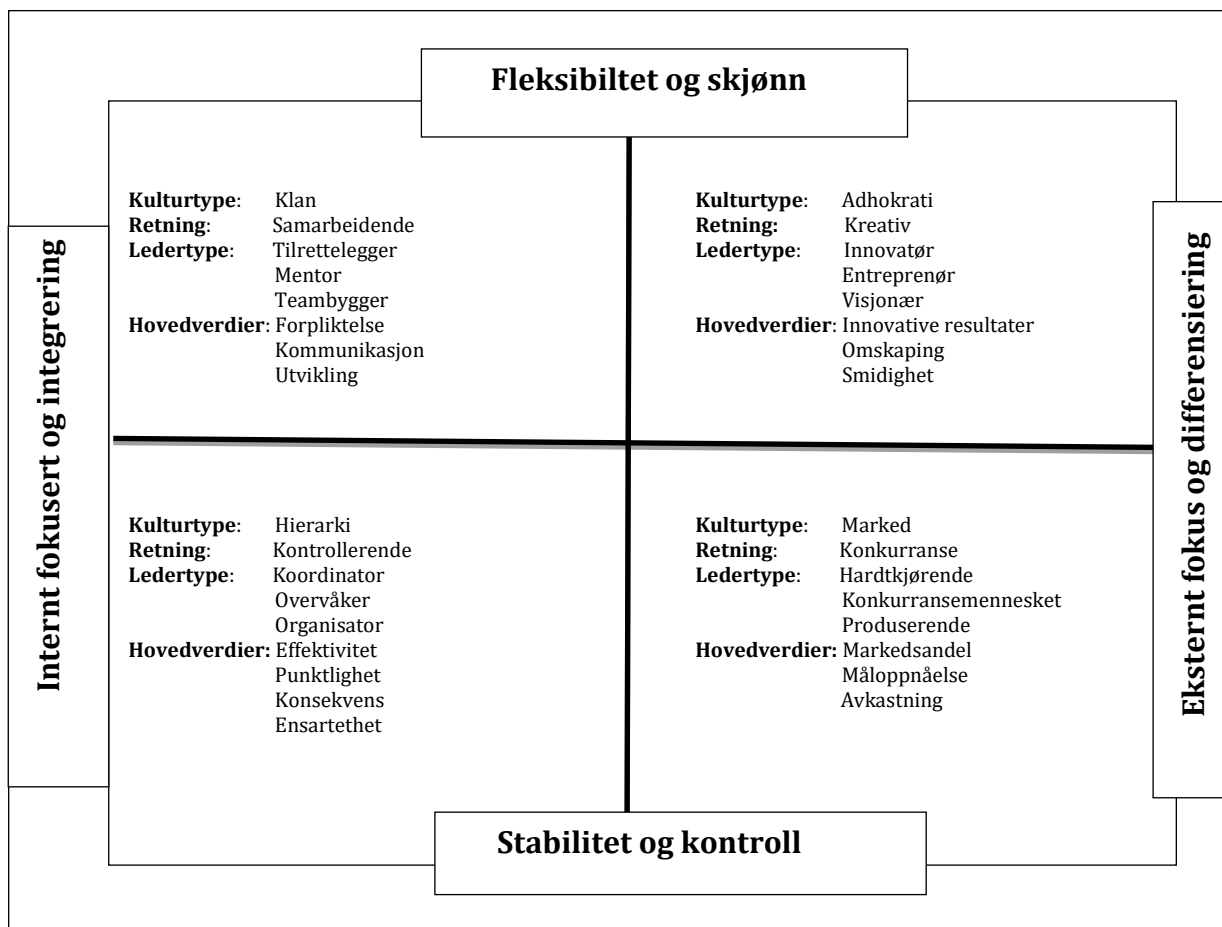 Fleksibiltet og skjønn
Internt fokusert og integrering
Kulturtype: Klan
Retning: Samarbeidende
Ledertype: Tilrettelegger
Mentor
Teambygger
Hovedverdier: Forpliktelse
Kommunikasjon
Utvikling
Kulturtype: Adhokrati
Retning: Kreativ
Ledertype: Innovatør
Entreprenør
Visjonær
Hovedverdier: Innovative resultater
Omskaping
Smidighet
Eksternt fokus og differensiering
Kulturtype: Hierarki
Retning: Kontrollerende
Ledertype: Koordinator
Overvåker
Organisator
Hovedverdier: Effektivitet
Punktlighet
Konsekvens
Ensartethet
Kulturtype: Marked
Retning: Konkurranse
Ledertype: Hardtkjørende
Konkurransemennesket
Produserende
Hovedverdier: Markedsandel
Måloppnåelse
Avkastning
Stabilitet og kontroll